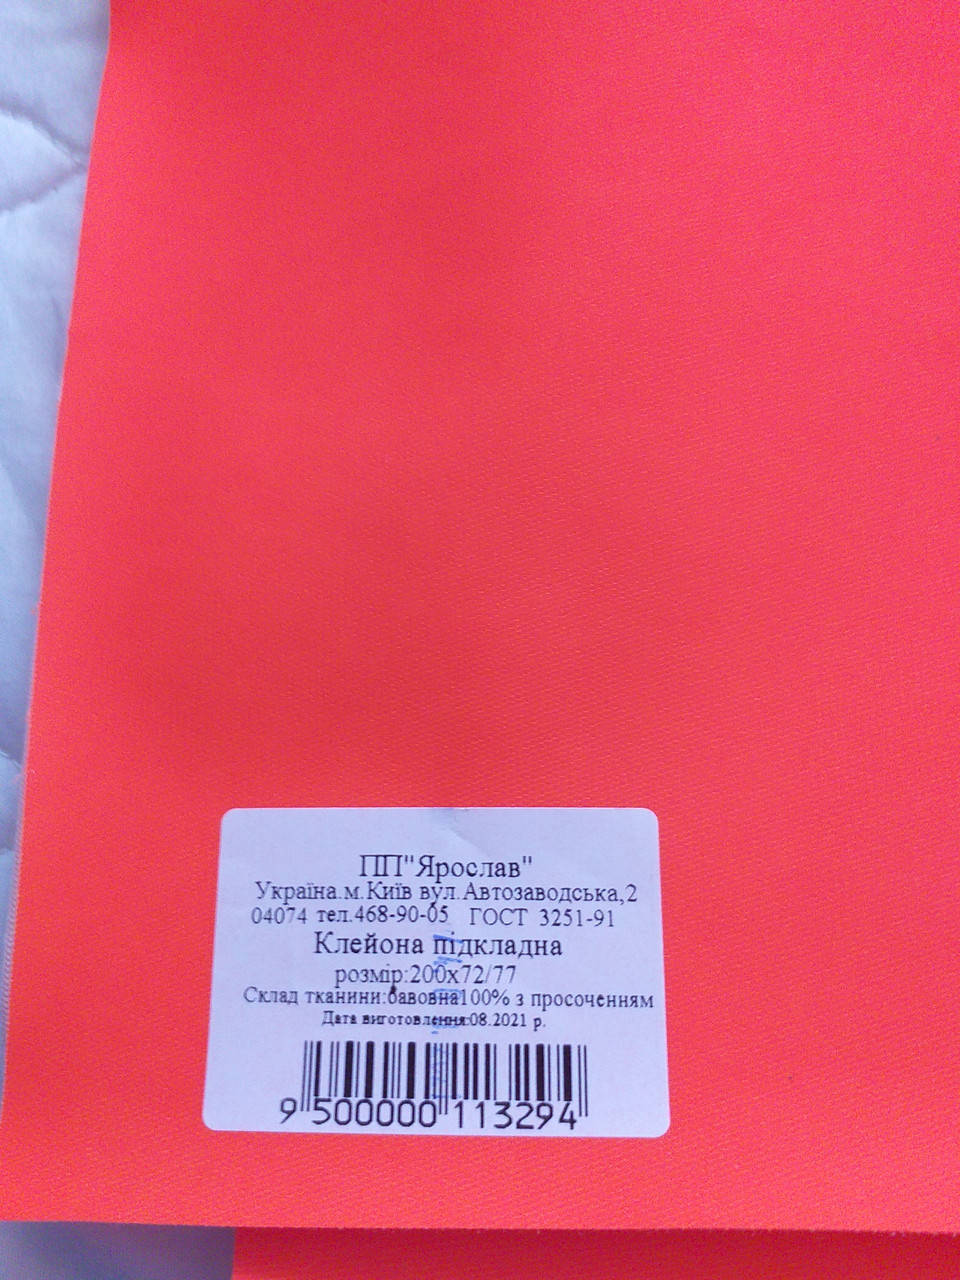 ПП"Ярослав"
Україна.м.Київ вул.Автозаводська,2
04074 тел.468-90-05 ГОСТ 3251-91
Клейона підкладна
розмір:200х72/77
Склад тканини:бавовна100% з просоченням
Дата виготовлення:08.2021 р.
9 500000 113294